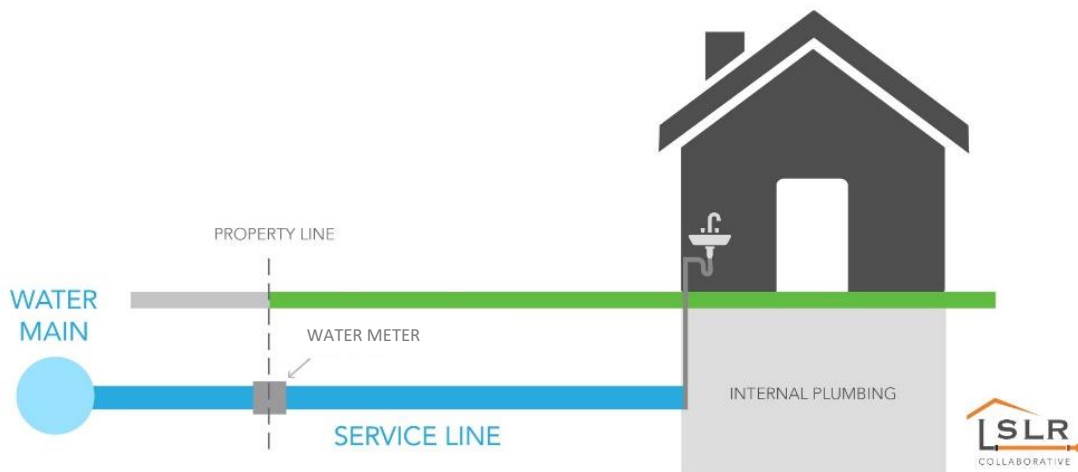 PROPERTY LINE
WATER
MAIN
WATER METER
SERVICE LINE
INTERNAL PLUMBING
LSLR
COLLABORATIVE